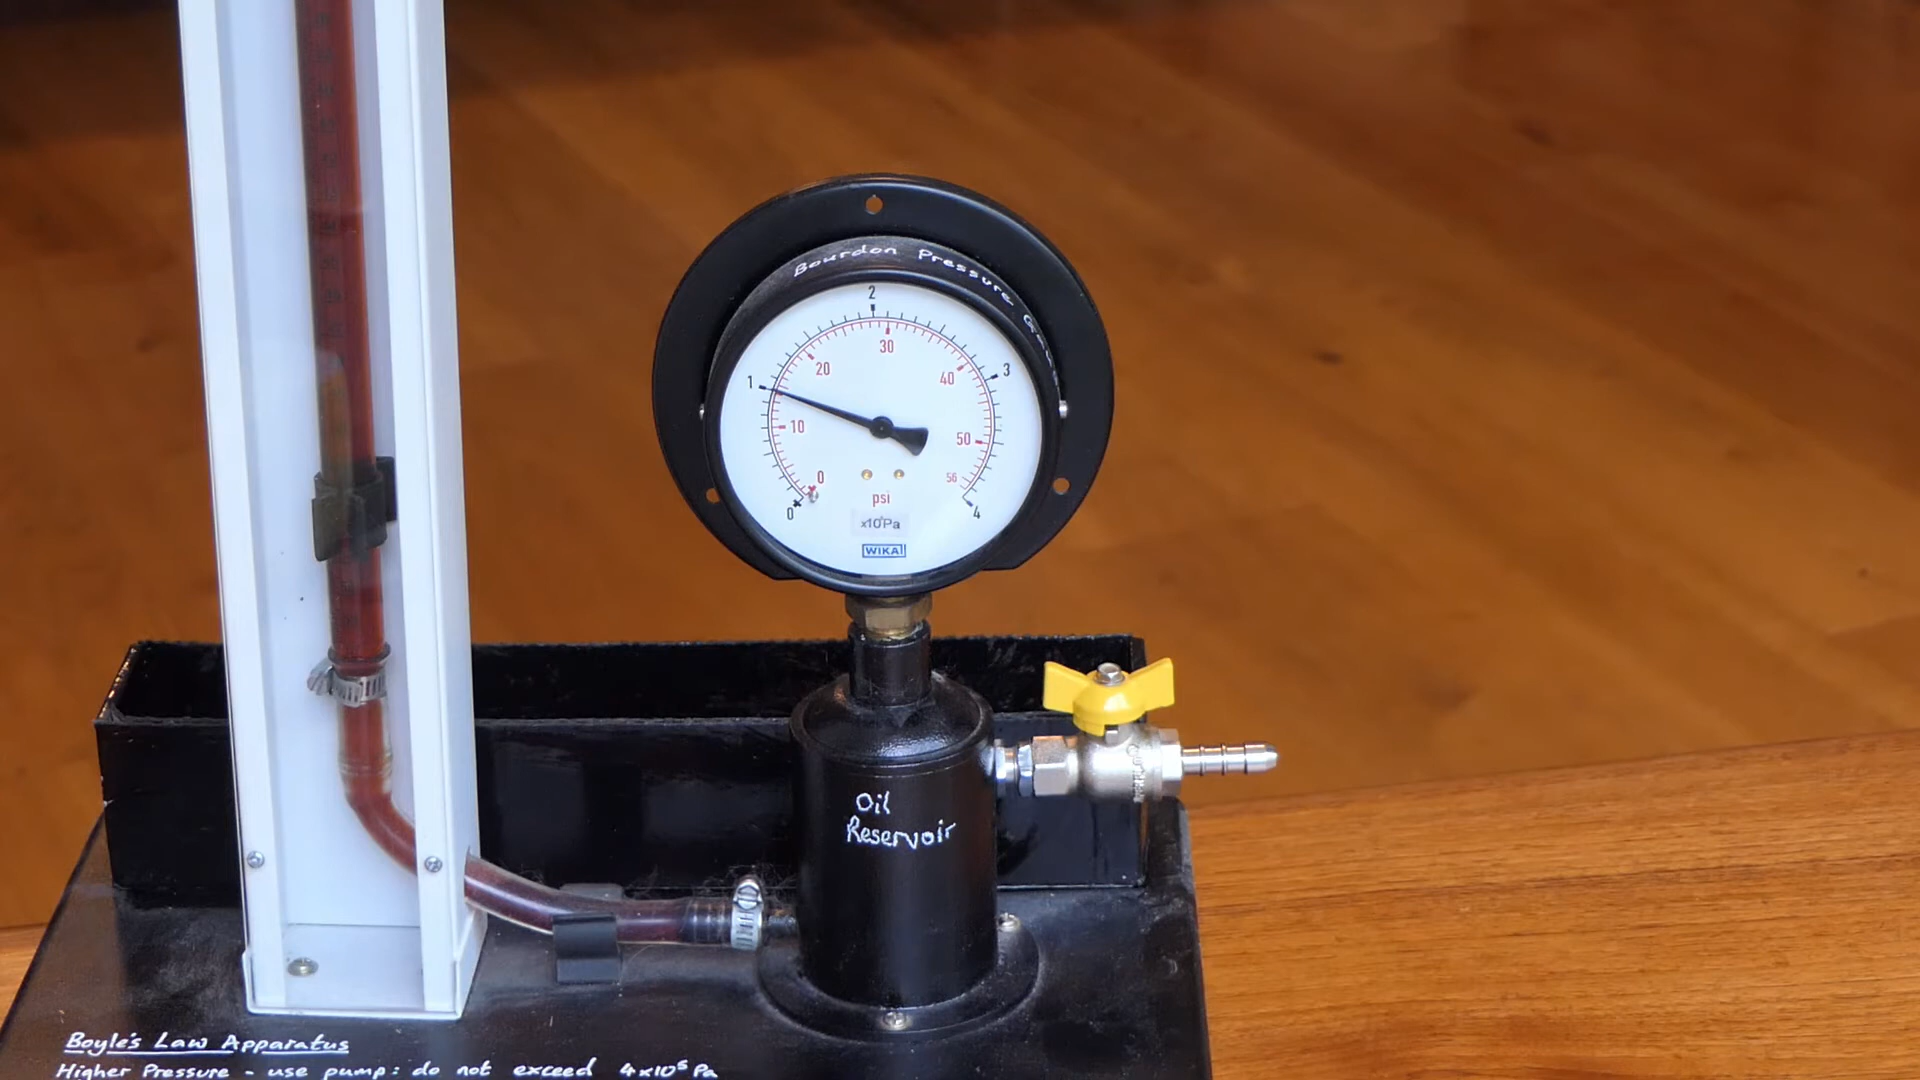 Bourdon Pressure Gauge
2
30
1
20
40
3
10
50
0
56
0
psi
4
x10⁵Pa
WIKA
Oil
Reservoir
Boyle's Law Apparatus
Higher Pressure - use pump: do not exceed 4x10⁵ Pa